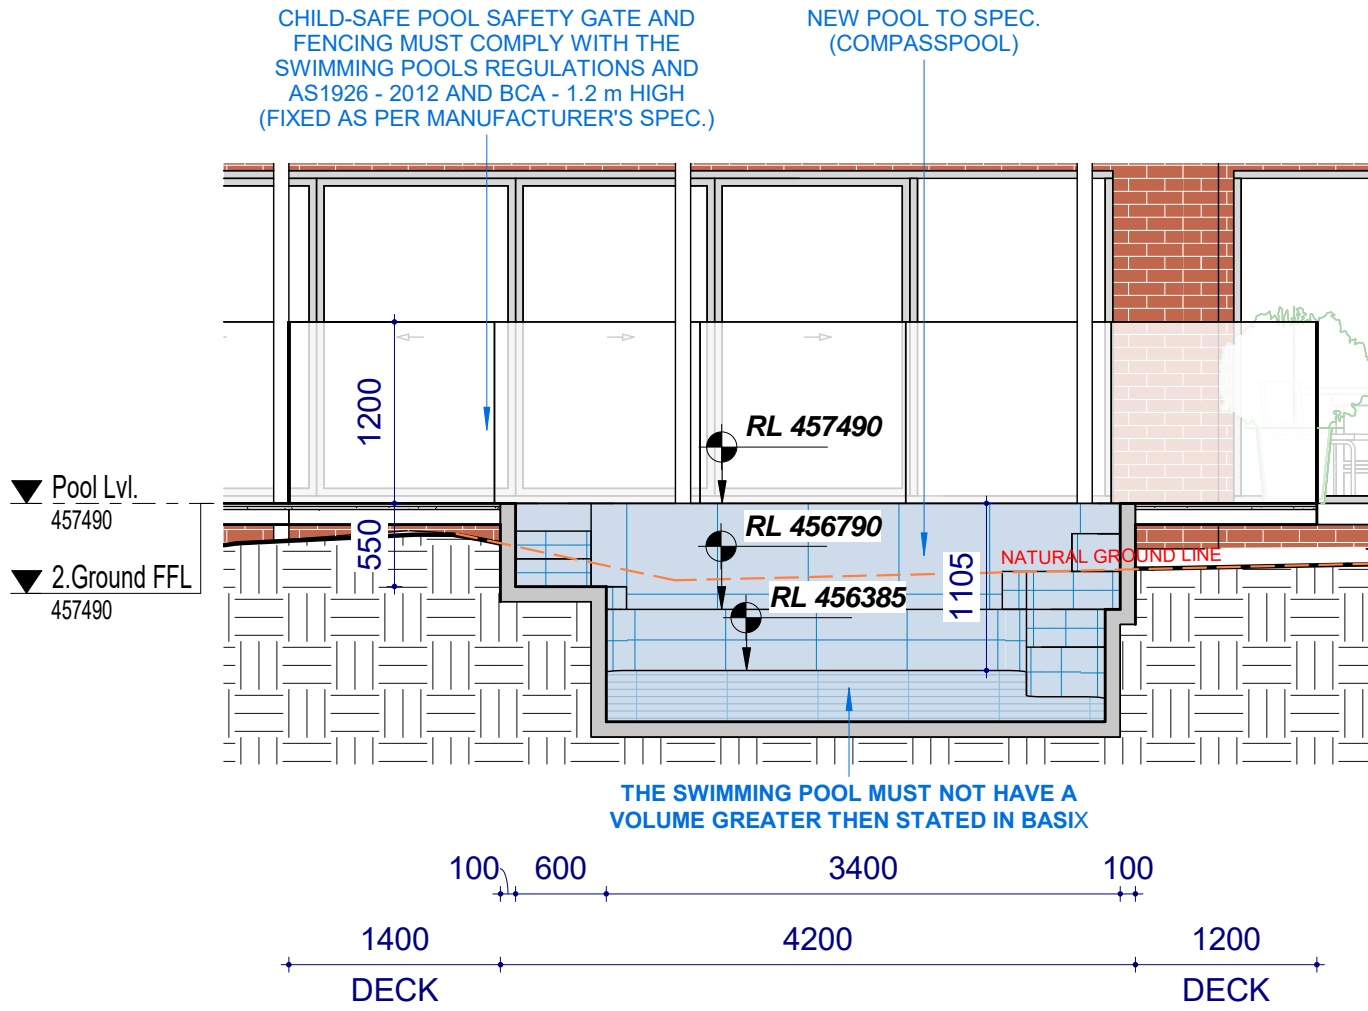 CHILD-SAFE POOL SAFETY GATE AND
FENCING MUST COMPLY WITH THE
SWIMMING POOLS REGULATIONS AND
AS1926 - 2012 AND BCA - 1.2 m HIGH
(FIXED AS PER MANUFACTURER'S SPEC.)
NEW POOL TO SPEC.
(COMPASSPOOL)
1200
RL 457490
Pool Lvl.
457490
550
RL 456790
NATURAL GROUND LINE
1105
2.Ground FFL
457490
RL 456385
THE SWIMMING POOL MUST NOT HAVE A
VOLUME GREATER THEN STATED IN BASIX
100 600 3400 100
1400 4200 1200
DECK DECK